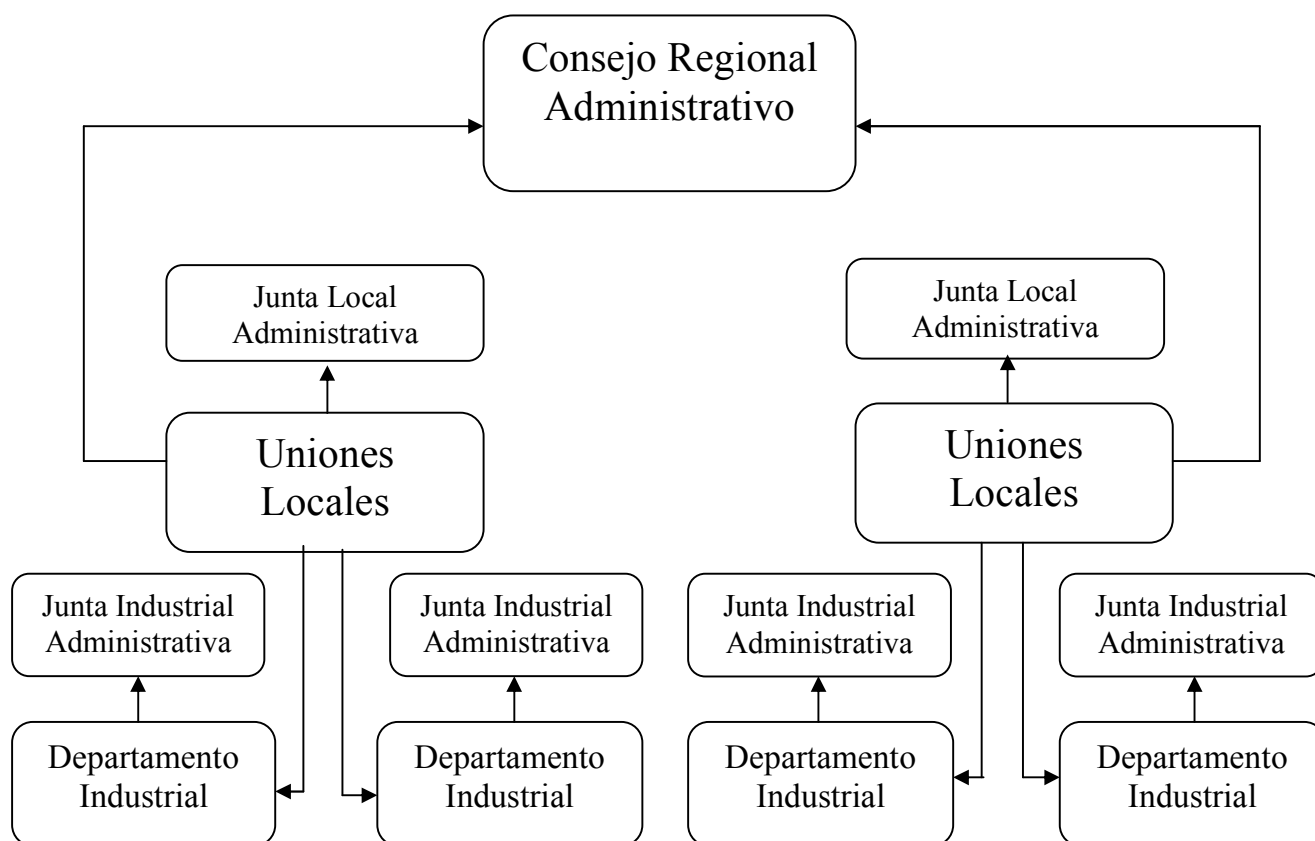 Consejo Regional
Administrativo
Junta Local
Administrativa
Junta Local
Administrativa
Uniones
Locales
Uniones
Locales
Junta Industrial
Administrativa
Junta Industrial
Administrativa
Junta Industrial
Administrativa
Junta Industrial
Administrativa
Departamento
Industrial
Departamento
Industrial
Departamento
Industrial
Departamento
Industrial